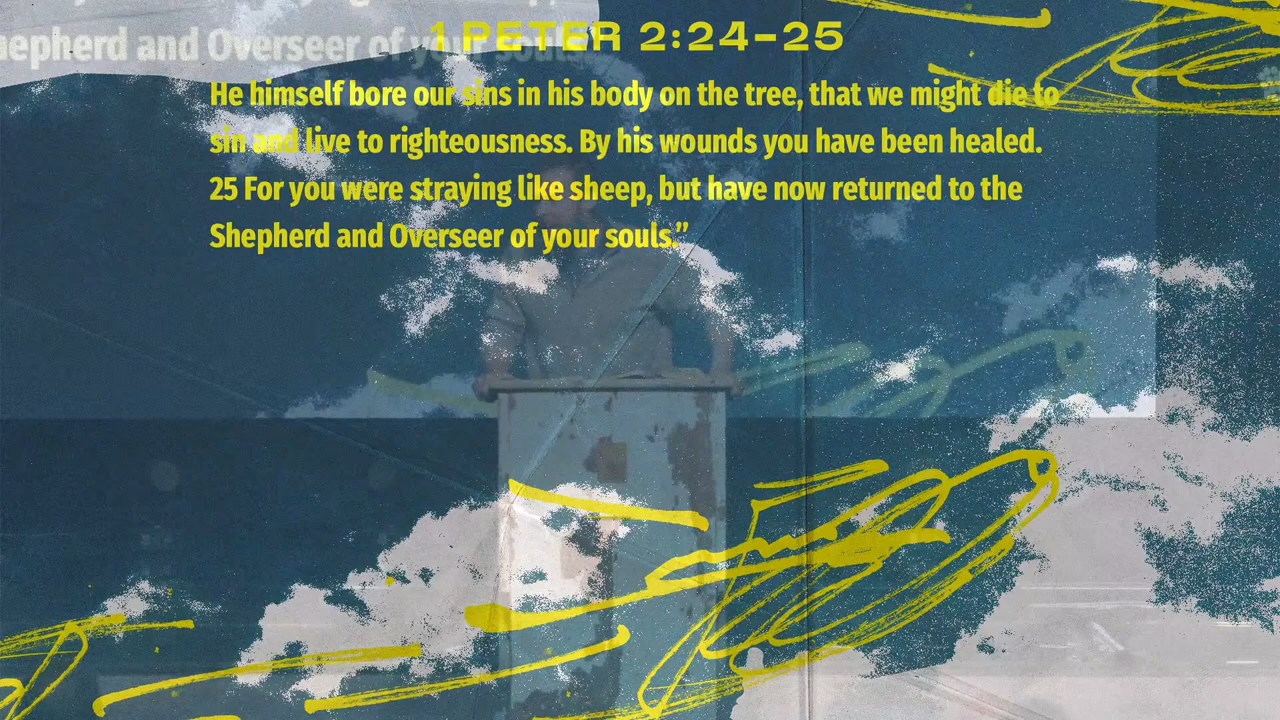 hepherd and Overseer of your souls.
1 PETER 2:24-25
He himself bore our sins in his body on the tree, that we might die to
sin and live to righteousness. By his wounds you have been healed.
25 For you were straying like sheep, but have now returned to the
Shepherd and Overseer of your souls.”